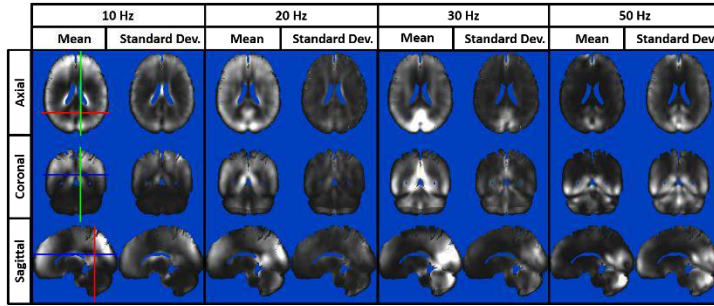 10 Hz 20 Hz 30 Hz 50 Hz
Mean Standard Dev. Mean Standard Dev. Mean Standard Dev. Mean Standard Dev.
Axial
Coronal
Sagittal